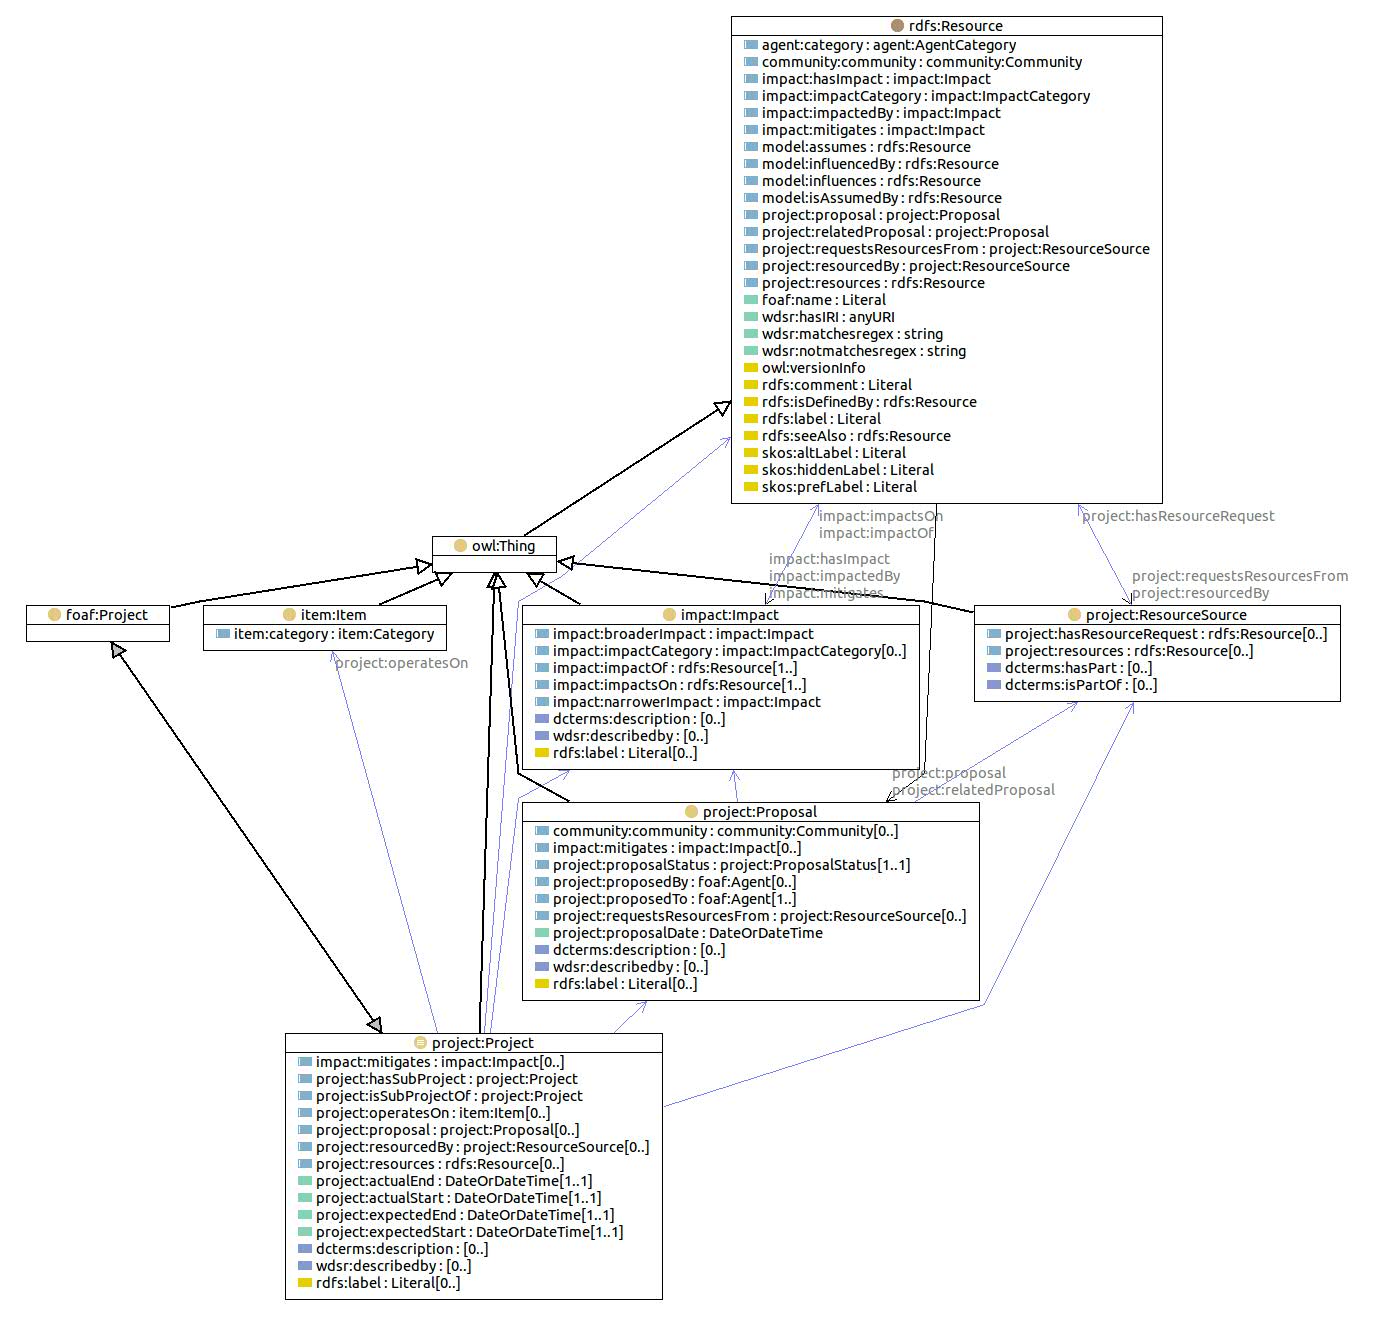 rdfs:Resource
agent:category : agent:AgentCategory
community:community : community:Community
impact:hasImpact : impact:Impact
impact:impactCategory : impact:ImpactCategory
impact:impactedBy : impact:Impact
impact:mitigates : impact:Impact
model:assumes : rdfs:Resource
model:influencedBy : rdfs:Resource
model:influences : rdfs:Resource
model:isAssumedBy : rdfs:Resource
project:proposal : project:Proposal
project:relatedProposal : project:Proposal
project:requestsResourcesFrom : project:ResourceSource
project:resourcedBy : project:ResourceSource
project:resources : rdfs:Resource
foaf:name : Literal
wdsr:hasIRI : anyURI
wdsr:matchesregex : string
wdsr:notmatchesregex : string
owl:versionInfo
rdfs:comment : Literal
rdfs:isDefinedBy : rdfs:Resource
rdfs:label : Literal
rdfs:seeAlso : rdfs:Resource
skos:altLabel : Literal
skos:hiddenLabel : Literal
skos:prefLabel : Literal
impact:impactsOn
impact:impactOf
project:hasResourceRequest
owl:Thing
impact:hasImpact
impact:impactedBy
impact:mitigates
project:requestsResourcesFrom
project:resourcedBy
foaf:Project
item:Item
item:category : item:Category
project:operatesOn
impact:Impact
impact:broaderImpact : impact:Impact
impact:impactCategory : impact:ImpactCategory[0..]
impact:impactOf : rdfs:Resource[1..]
impact:impactsOn : rdfs:Resource[1..]
impact:narrowerImpact : impact:Impact
dcterms:description : [0..]
wdsr:describedby : [0..]
rdfs:label : Literal[0..]
project:ResourceSource
project:hasResourceRequest : rdfs:Resource[0..]
project:resources : rdfs:Resource[0..]
dcterms:hasPart : [0..]
dcterms:isPartOf : [0..]
project:proposal
project:relatedProposal
project:Proposal
community:community : community:Community[0..]
impact:mitigates : impact:Impact[0..]
project:proposalStatus : project:ProposalStatus[1..1]
project:proposedBy : foaf:Agent[0..]
project:proposedTo : foaf:Agent[1..]
project:requestsResourcesFrom : project:ResourceSource[0..]
project:proposalDate : DateOrDateTime
dcterms:description : [0..]
wdsr:describedby : [0..]
rdfs:label : Literal[0..]
project:Project
impact:mitigates : impact:Impact[0..]
project:hasSubProject : project:Project
project:isSubProjectOf : project:Project
project:operatesOn : item:Item[0..]
project:proposal : project:Proposal[0..]
project:resourcedBy : project:ResourceSource[0..]
project:resources : rdfs:Resource[0..]
project:actualEnd : DateOrDateTime[1..1]
project:actualStart : DateOrDateTime[1..1]
project:expectedEnd : DateOrDateTime[1..1]
project:expectedStart : DateOrDateTime[1..1]
dcterms:description : [0..]
wdsr:describedby : [0..]
rdfs:label : Literal[0..]